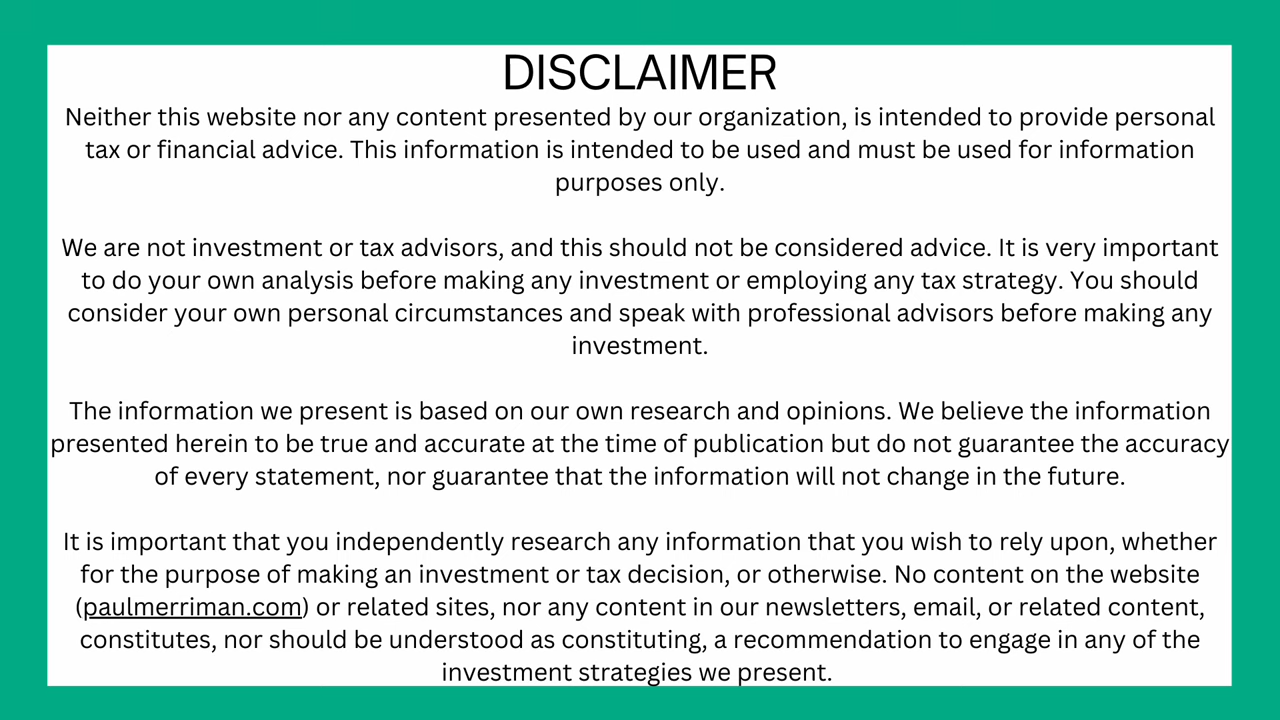 DISCLAIMER
Neither this website nor any content presented by our organization, is intended to provide personal
tax or financial advice. This information is intended to be used and must be used for information
purposes only.
We are not investment or tax advisors, and this should not be considered advice. It is very important
to do your own analysis before making any investment or employing any tax strategy. You should
consider your own personal circumstances and speak with professional advisors before making any
investment.
The information we present is based on our own research and opinions. We believe the information
presented herein to be true and accurate at the time of publication but do not guarantee the accuracy
of every statement, nor guarantee that the information will not change in the future.
It is important that you independently research any information that you wish to rely upon, whether
for the purpose of making an investment or tax decision, or otherwise. No content on the website
(paulmerriman.com) or related sites, nor any content in our newsletters, email, or related content,
constitutes, nor should be understood as constituting, a recommendation to engage in any of the
investment strategies we present.